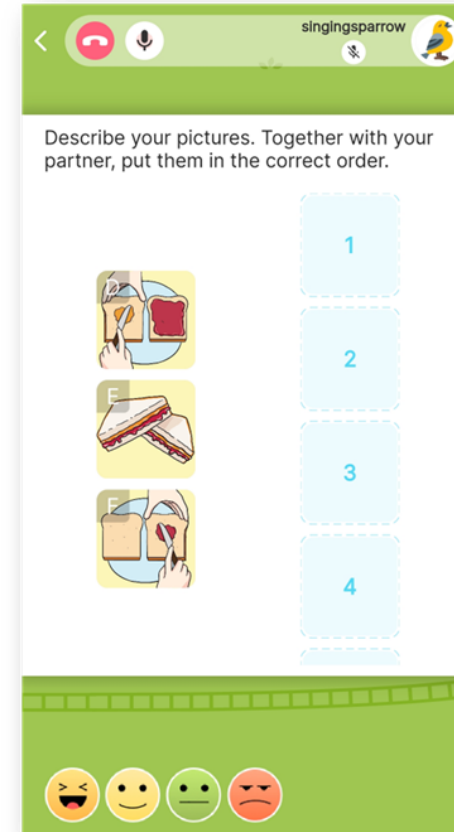 singingsparrow
Describe your pictures. Together with your
partner, put them in the correct order.
D
E
F
1
2
3
4